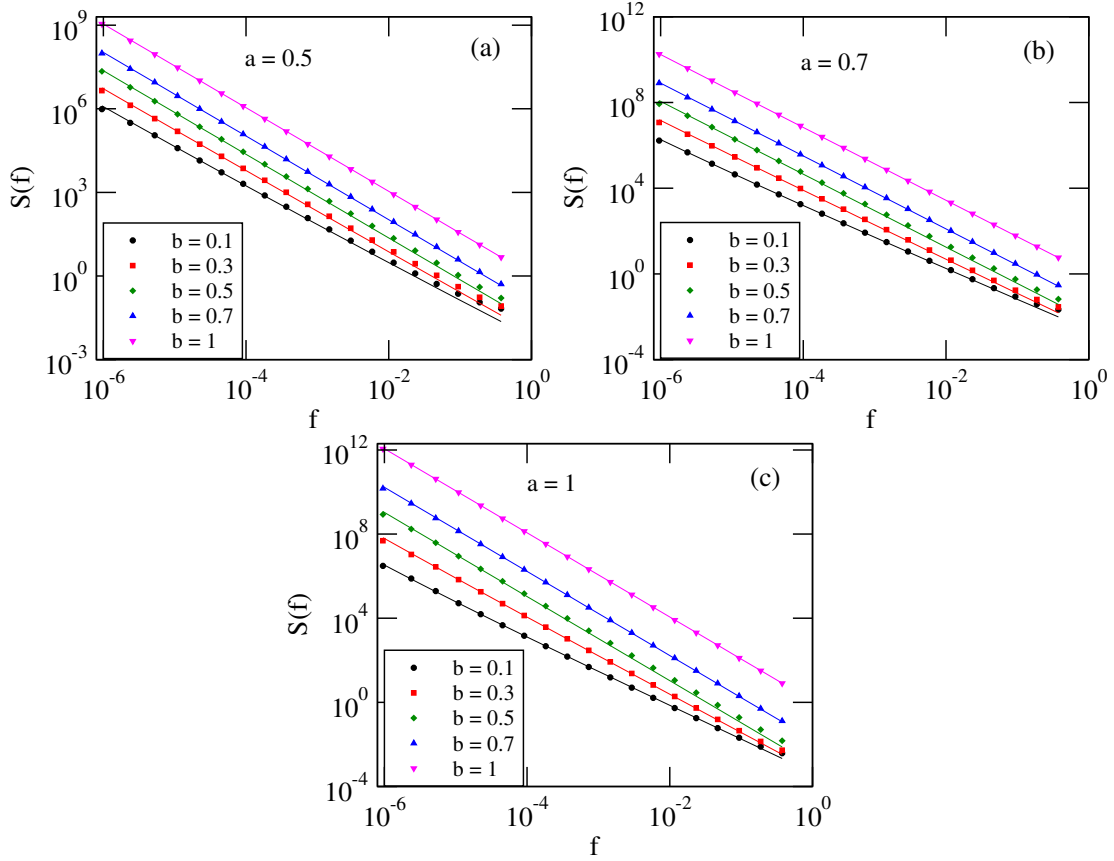 (a)
a = 0.5
S(f)
10^9
10^6
10^3
10^0
10^-3
b = 0.1
b = 0.3
b = 0.5
b = 0.7
b = 1
10^-6
10^-4
10^-2
10^0
f
(b)
a = 0.7
S(f)
10^12
10^8
10^4
10^0
10^-4
b = 0.1
b = 0.3
b = 0.5
b = 0.7
b = 1
10^-6
10^-4
10^-2
10^0
f
(c)
a = 1
S(f)
10^12
10^8
10^4
10^0
10^-4
b = 0.1
b = 0.3
b = 0.5
b = 0.7
b = 1
10^-6
10^-4
10^-2
10^0
f